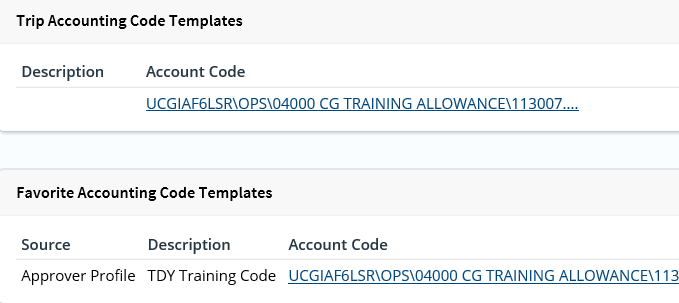 Trip Accounting Code Templates
Description Account Code
UCGIAF6LSR\OPS\04000 CG TRAINING ALLOWANCE\113007....
Favorite Accounting Code Templates
Source Description Account Code
Approver Profile TDY Training Code UCGIAF6LSR\OPS\04000 CG TRAINING ALLOWANCE\113